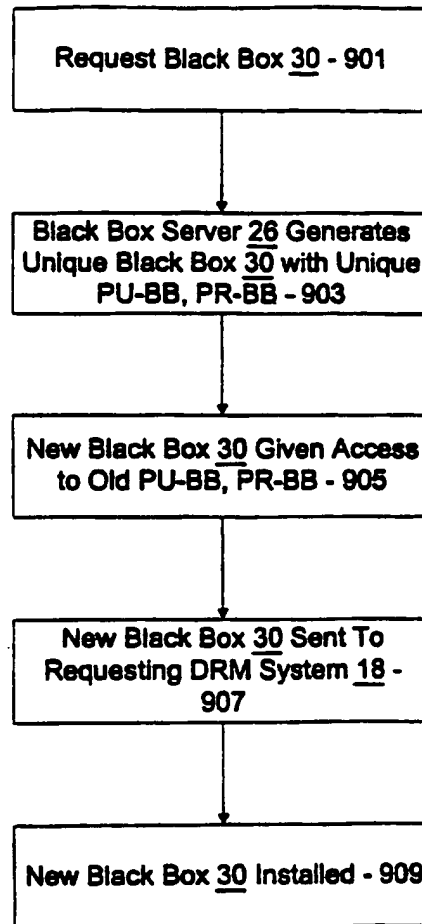 Request Black Box 30 - 901
Black Box Server 26 Generates
Unique Black Box 30 with Unique
PU-BB, PR-BB - 903
New Black Box 30 Given Access
to Old PU-BB, PR-BB - 905
New Black Box 30 Sent To
Requesting DRM System 18 -
907
New Black Box 30 Installed - 909